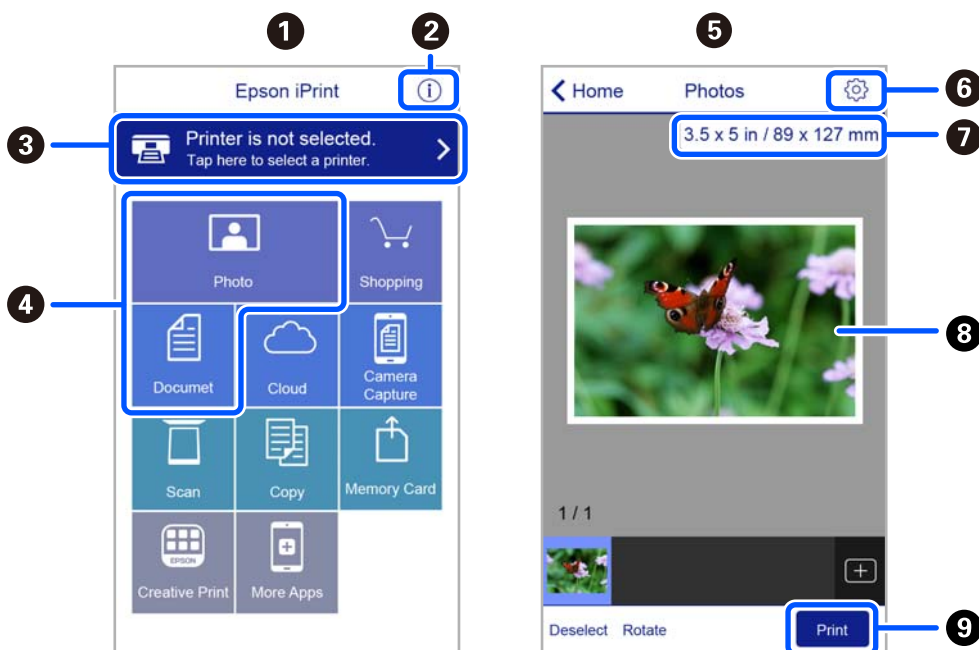 1
2
Epson iPrint
i
3
Printer is not selected.
Tap here to select a printer.
4
Photo
Shopping
Documet
Cloud
Camera
Capture
Scan
Copy
Memory Card
EPSON
Creative Print
More Apps
5
Home
Photos
6
3.5 x 5 in / 89 x 127 mm
7
8
1 / 1
Deselect
Rotate
Print
9